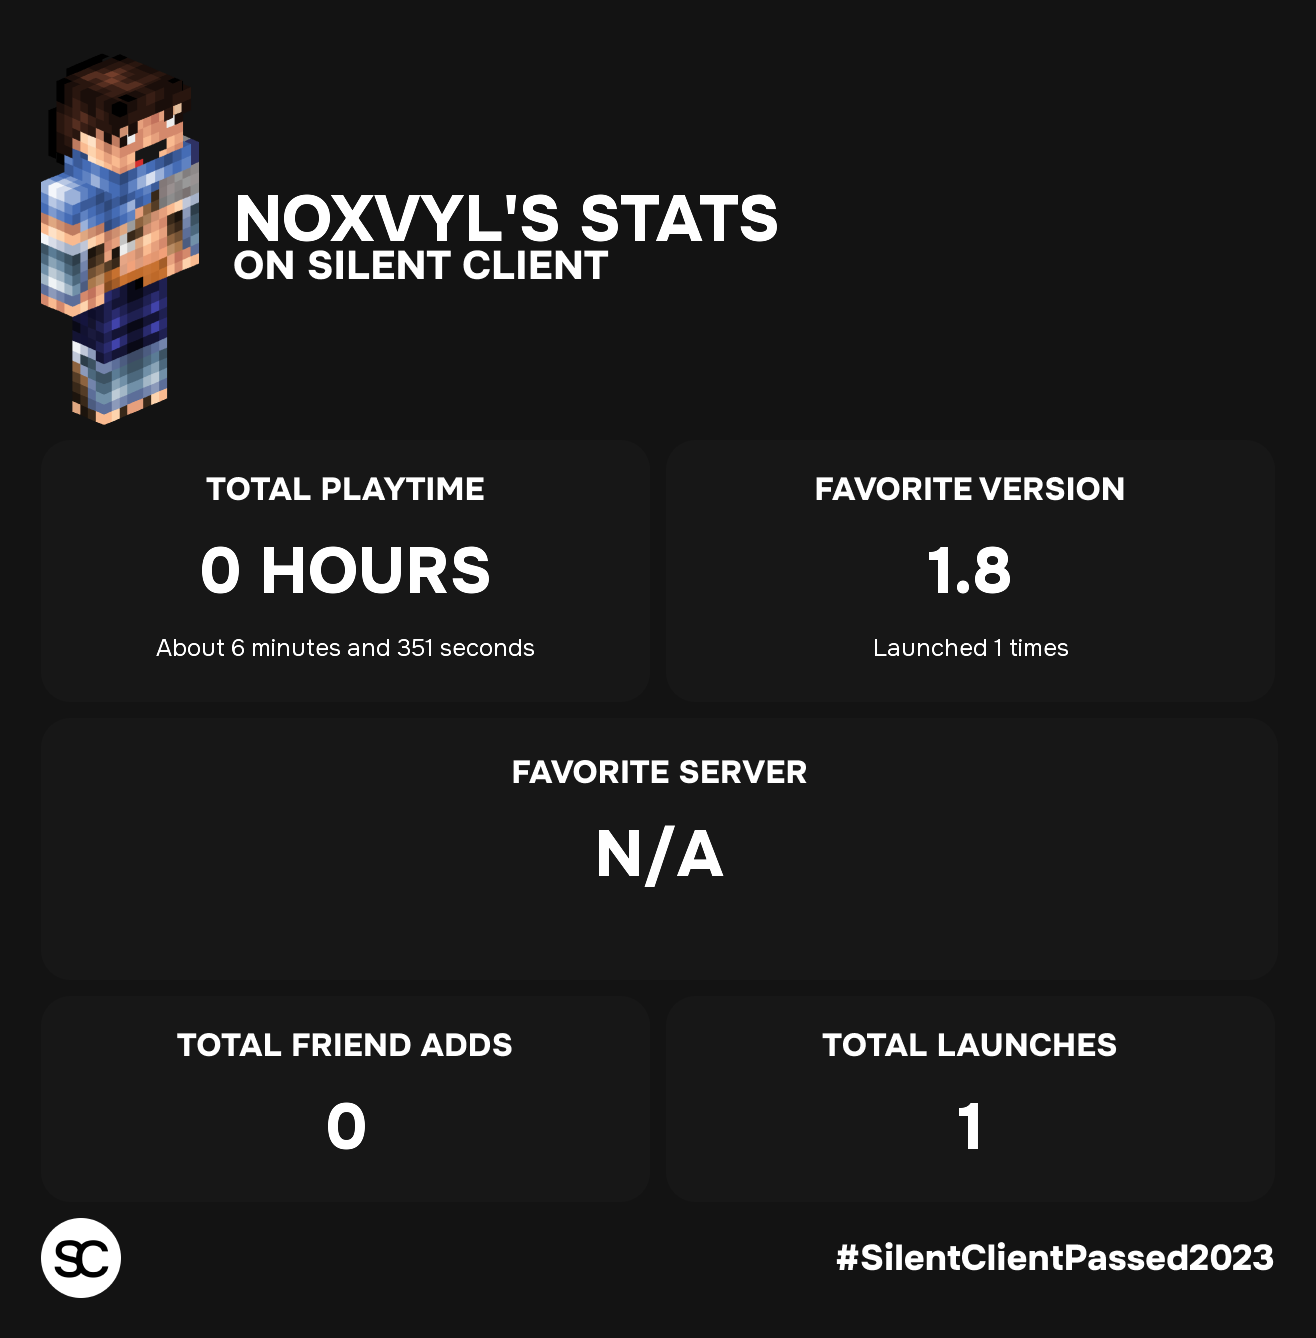 NOXVYL'S STATS
ON SILENT CLIENT
TOTAL PLAYTIME
0 HOURS
About 6 minutes and 351 seconds
FAVORITE VERSION
1.8
Launched 1 times
FAVORITE SERVER
N/A
TOTAL FRIEND ADDS
0
TOTAL LAUNCHES
1
SC
#SilentClientPassed2023